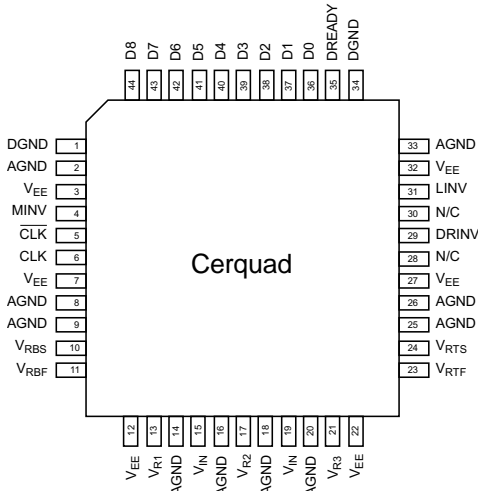 D8 D7 D6 D5 D4 D3 D2 D1 D0 DREADY DGND
44 43 42 41 40 39 38 37 36 35 34
DGND 1 33 AGND
AGND 2 32 VEE
VEE 3 31 LINV
MINV 4 30 N/C
CLK 5 29 DRINV
CLK 6 28 N/C
Cerquad
VEE 7 27 VEE
AGND 8 26 AGND
AGND 9 25 AGND
VRBS 10 24 VRTS
VRBF 11 23 VRTF
12 13 14 15 16 17 18 19 20 21 22
VEE VR1 AGND VIN AGND VR2 AGND VIN AGND VR3 VEE